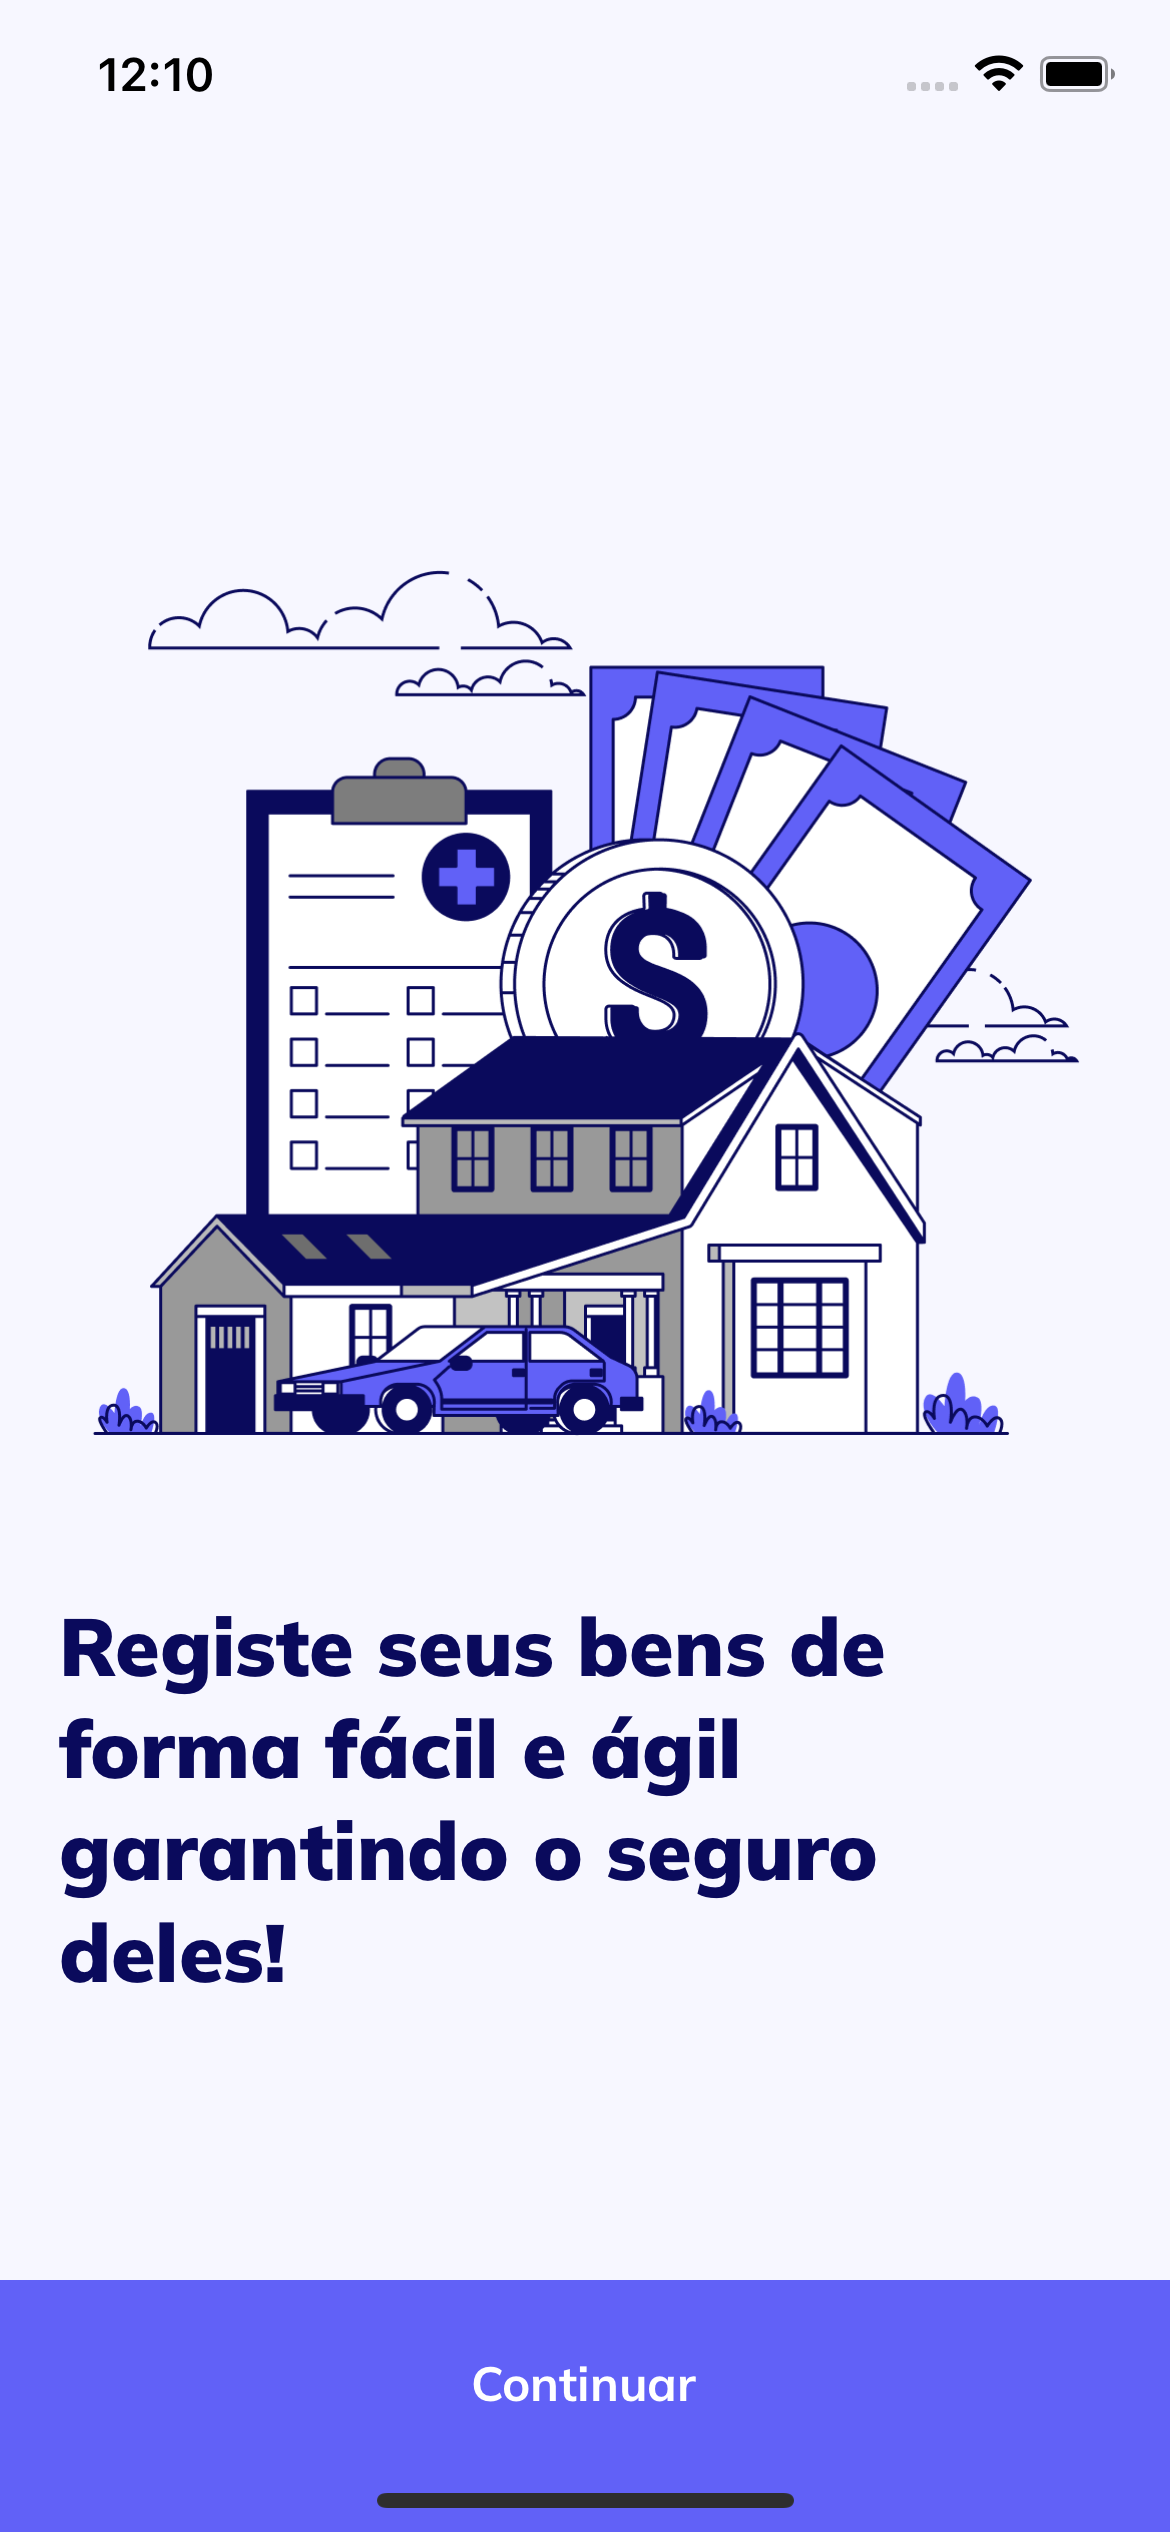 12:10
$
Registe seus bens de
forma fácil e ágil
garantindo o seguro
deles!
Continuar